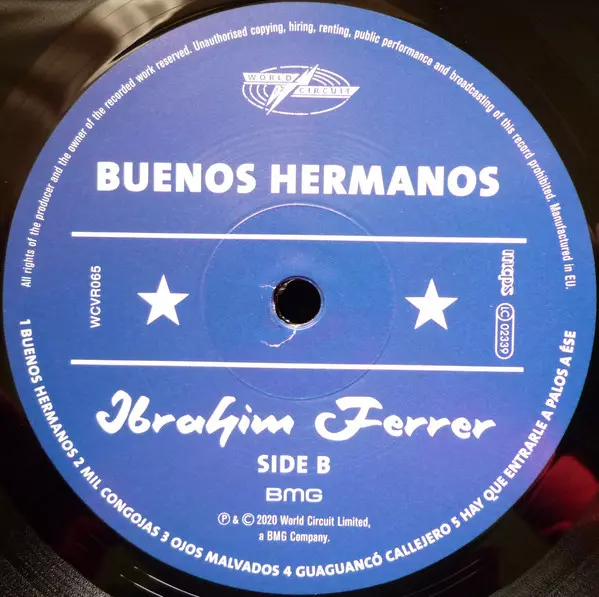 All rights of the producer and the owner of the recorded work reserved. Unauthorised copying, hiring, renting, public performance and broadcasting of this record prohibited. Manufactured in EU.
WORLD CIRCUIT
BUENOS HERMANOS
WCVR065
mcps
LC 02339
Ibrahim Ferrer
SIDE B
BMG
℗ & © 2020 World Circuit Limited,
a BMG Company.
1 BUENOS HERMANOS 2 MIL CONGOJAS 3 OJOS MALVADOS 4 GUAGUANCÓ CALLEJERO 5 HAY QUE ENTRARLE A PALOS A ÉSE